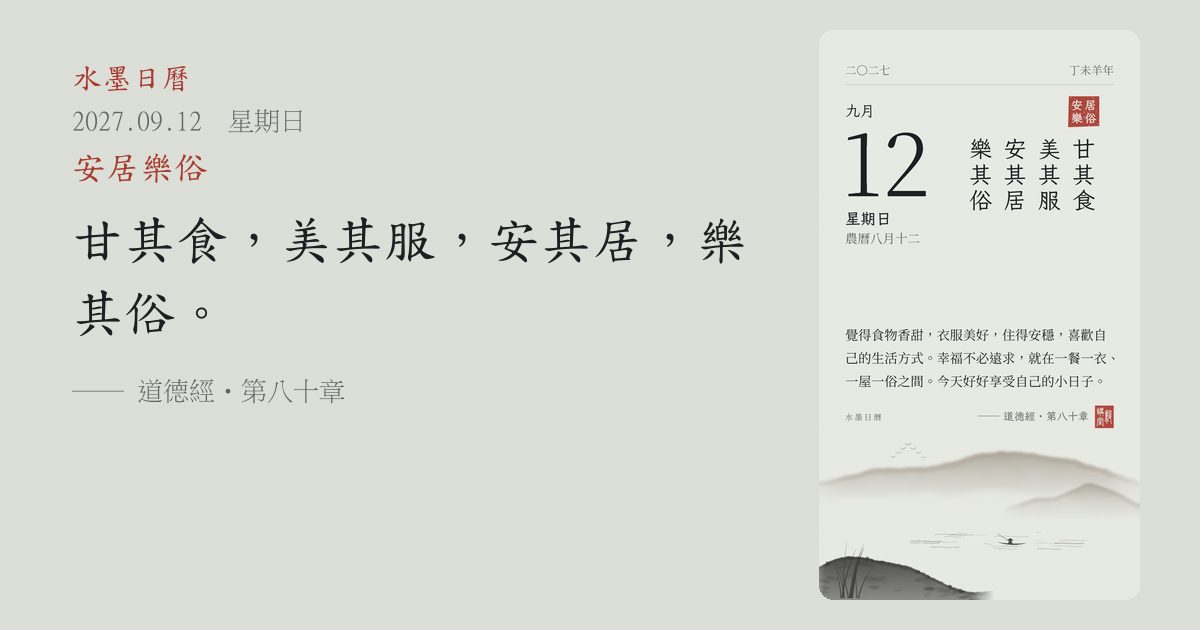 水墨日曆
2027.09.12 星期日
安居樂俗
甘其食，美其服，安其居，樂
其俗。
—— 道德經・第八十章
二〇二七
丁未羊年
九月
12
星期日
農曆八月十二
安居
樂俗
甘其食
美其服
安其居
樂其俗
覺得食物香甜，衣服美好，住得安穩，喜歡自
己的生活方式。幸福不必遠求，就在一餐一衣、
一屋一俗之間。今天好好享受自己的小日子。
水墨日曆
—— 道德經・第八十章